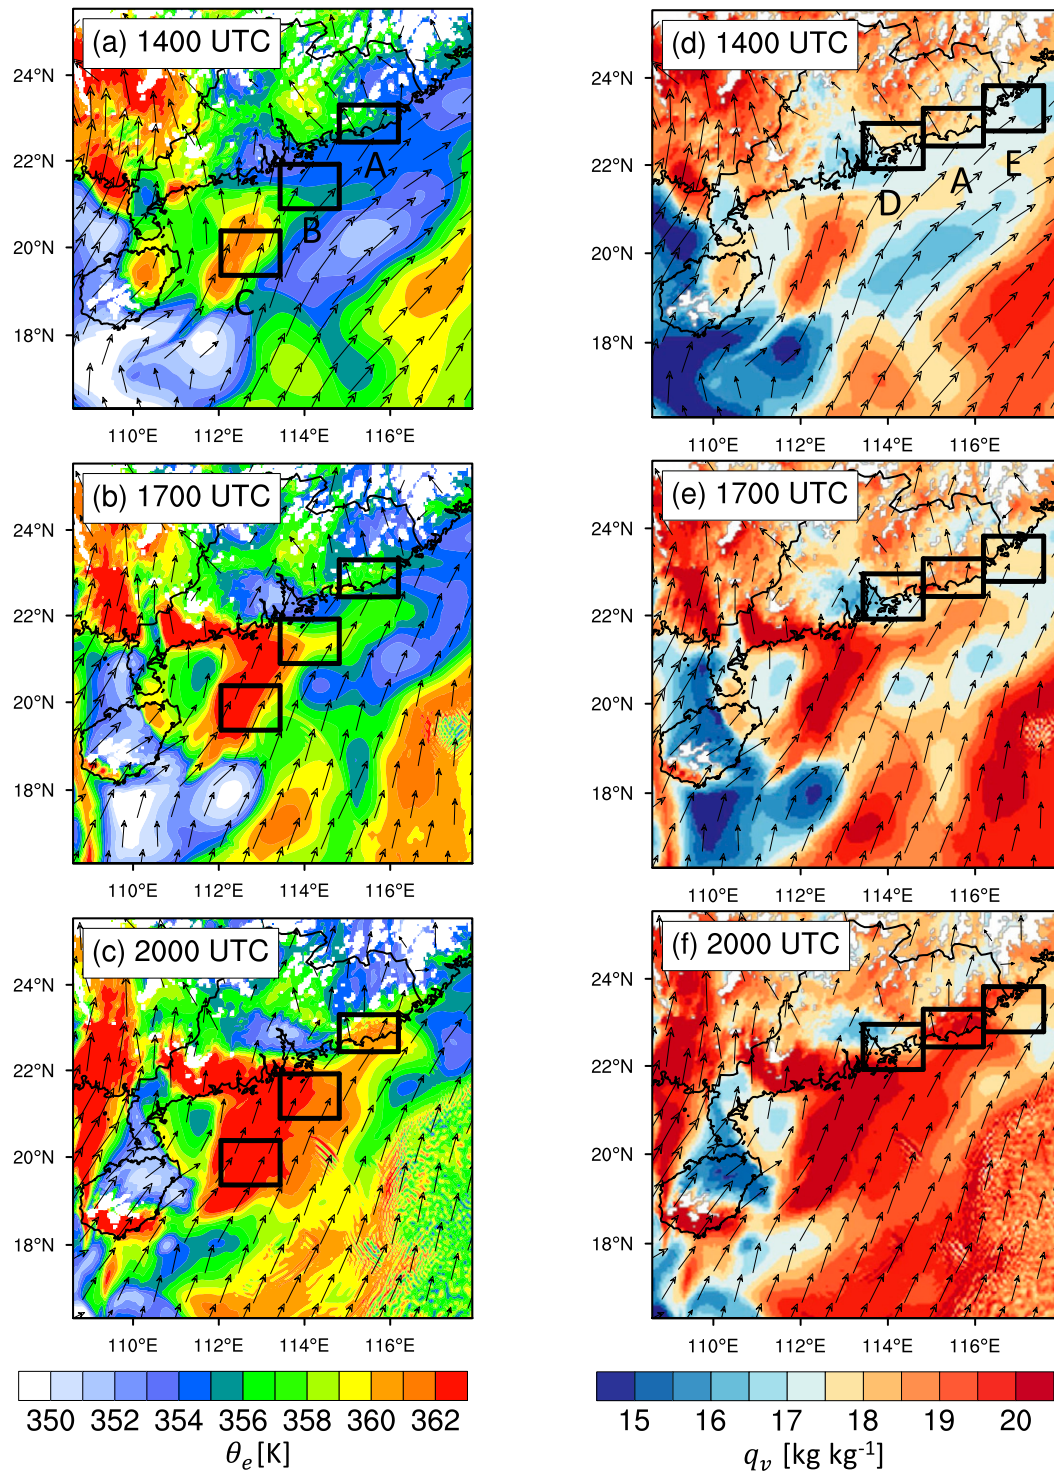 (a) 1400 UTC
24°N
22°N
20°N
18°N
A
B
C
110°E 112°E 114°E 116°E
(d) 1400 UTC
24°N
22°N
20°N
18°N
D
A
E
110°E 112°E 114°E 116°E
(b) 1700 UTC
24°N
22°N
20°N
18°N
110°E 112°E 114°E 116°E
(e) 1700 UTC
24°N
22°N
20°N
18°N
110°E 112°E 114°E 116°E
(c) 2000 UTC
24°N
22°N
20°N
18°N
110°E 112°E 114°E 116°E
(f) 2000 UTC
24°N
22°N
20°N
18°N
110°E 112°E 114°E 116°E
350 352 354 356 358 360 362
θe [K]
15 16 17 18 19 20
qv [kg kg⁻¹]